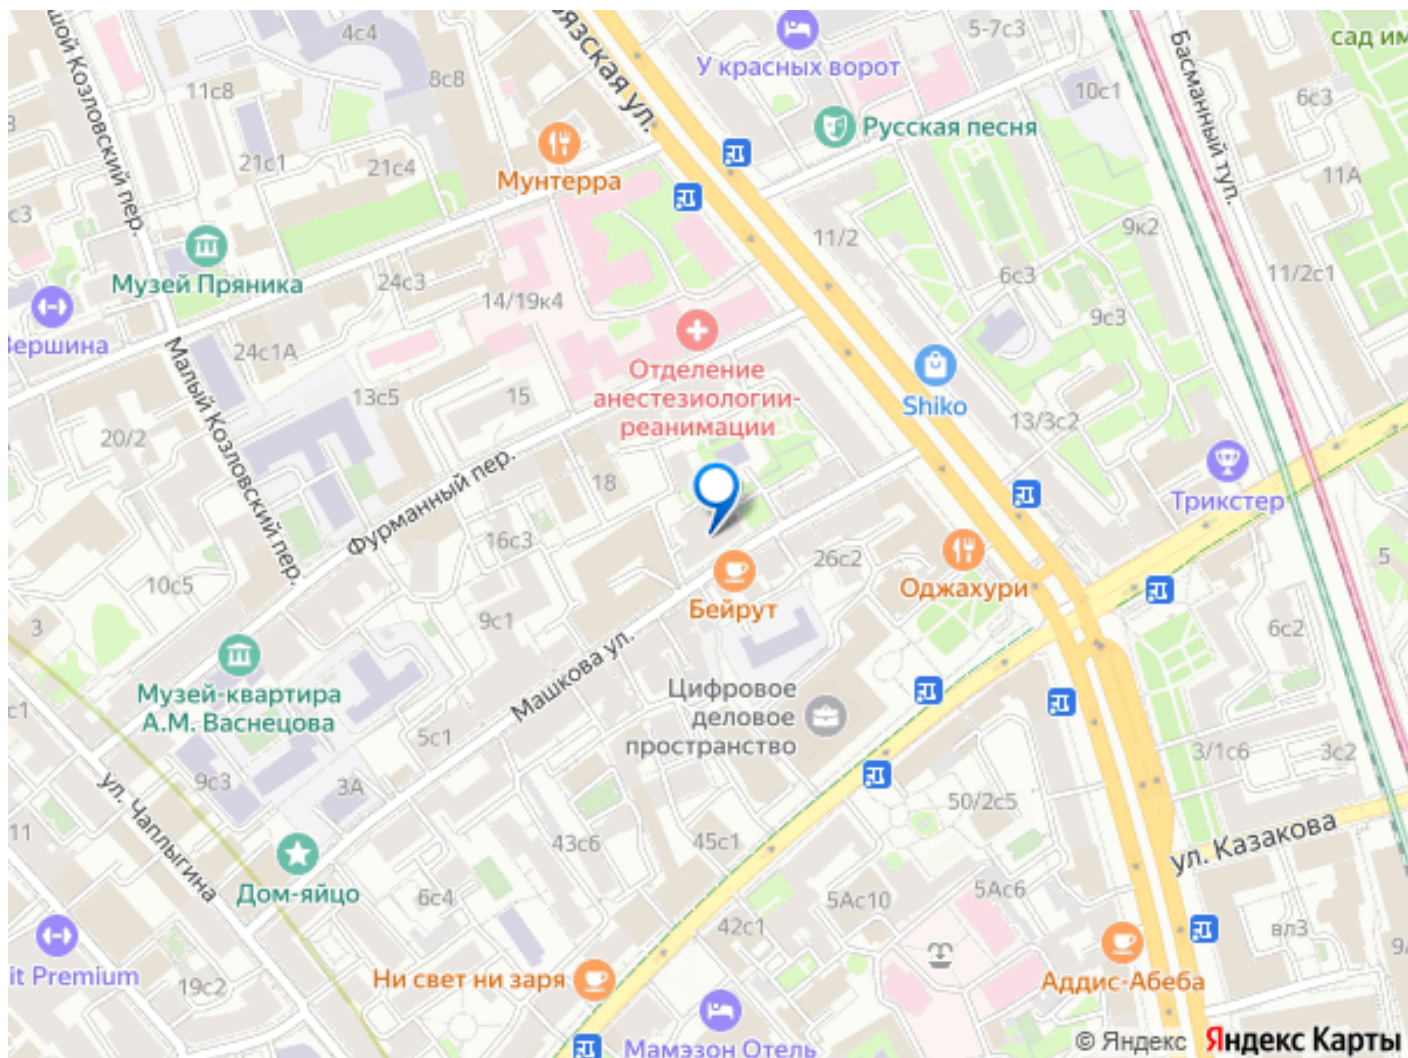 4с4
5-7с3
сад им
У красных ворот
8с8
11с8
10с1
6с3
Басманный туп.
Русская песня
Мунтерра
21с1
21с4
11А
с3
9к2
11/2
Музей Пряника
24с3
6с3
11/2с1
14/19к4
9с3
Вершина
24с1А
Отделение
анестезиологии-
реанимации
13с5
15
Shiko
13/3с2
20/2
Малый Козловский пер.
Фурманный пер.
18
Трикстер
16с3
26с2
5
10с5
Оджахури
Бейрут
9с1
3
6с2
Машкова ул.
Музей-квартира
А.М. Васнецова
Цифровое
деловое
пространство
с1
5с1
3/1с6
3с2
9с3
3А
ул. Чаплыгина
50/2с5
11
43с6
45с1
ул. Казакова
Дом-яйцо
6с4
5Ас10
5Ас6
42с1
вл3
9/
it Premium
19с2
Ни свет ни заря
Аддис-Абеба
Мамэзон Отель
© Яндекс Яндекс Карты